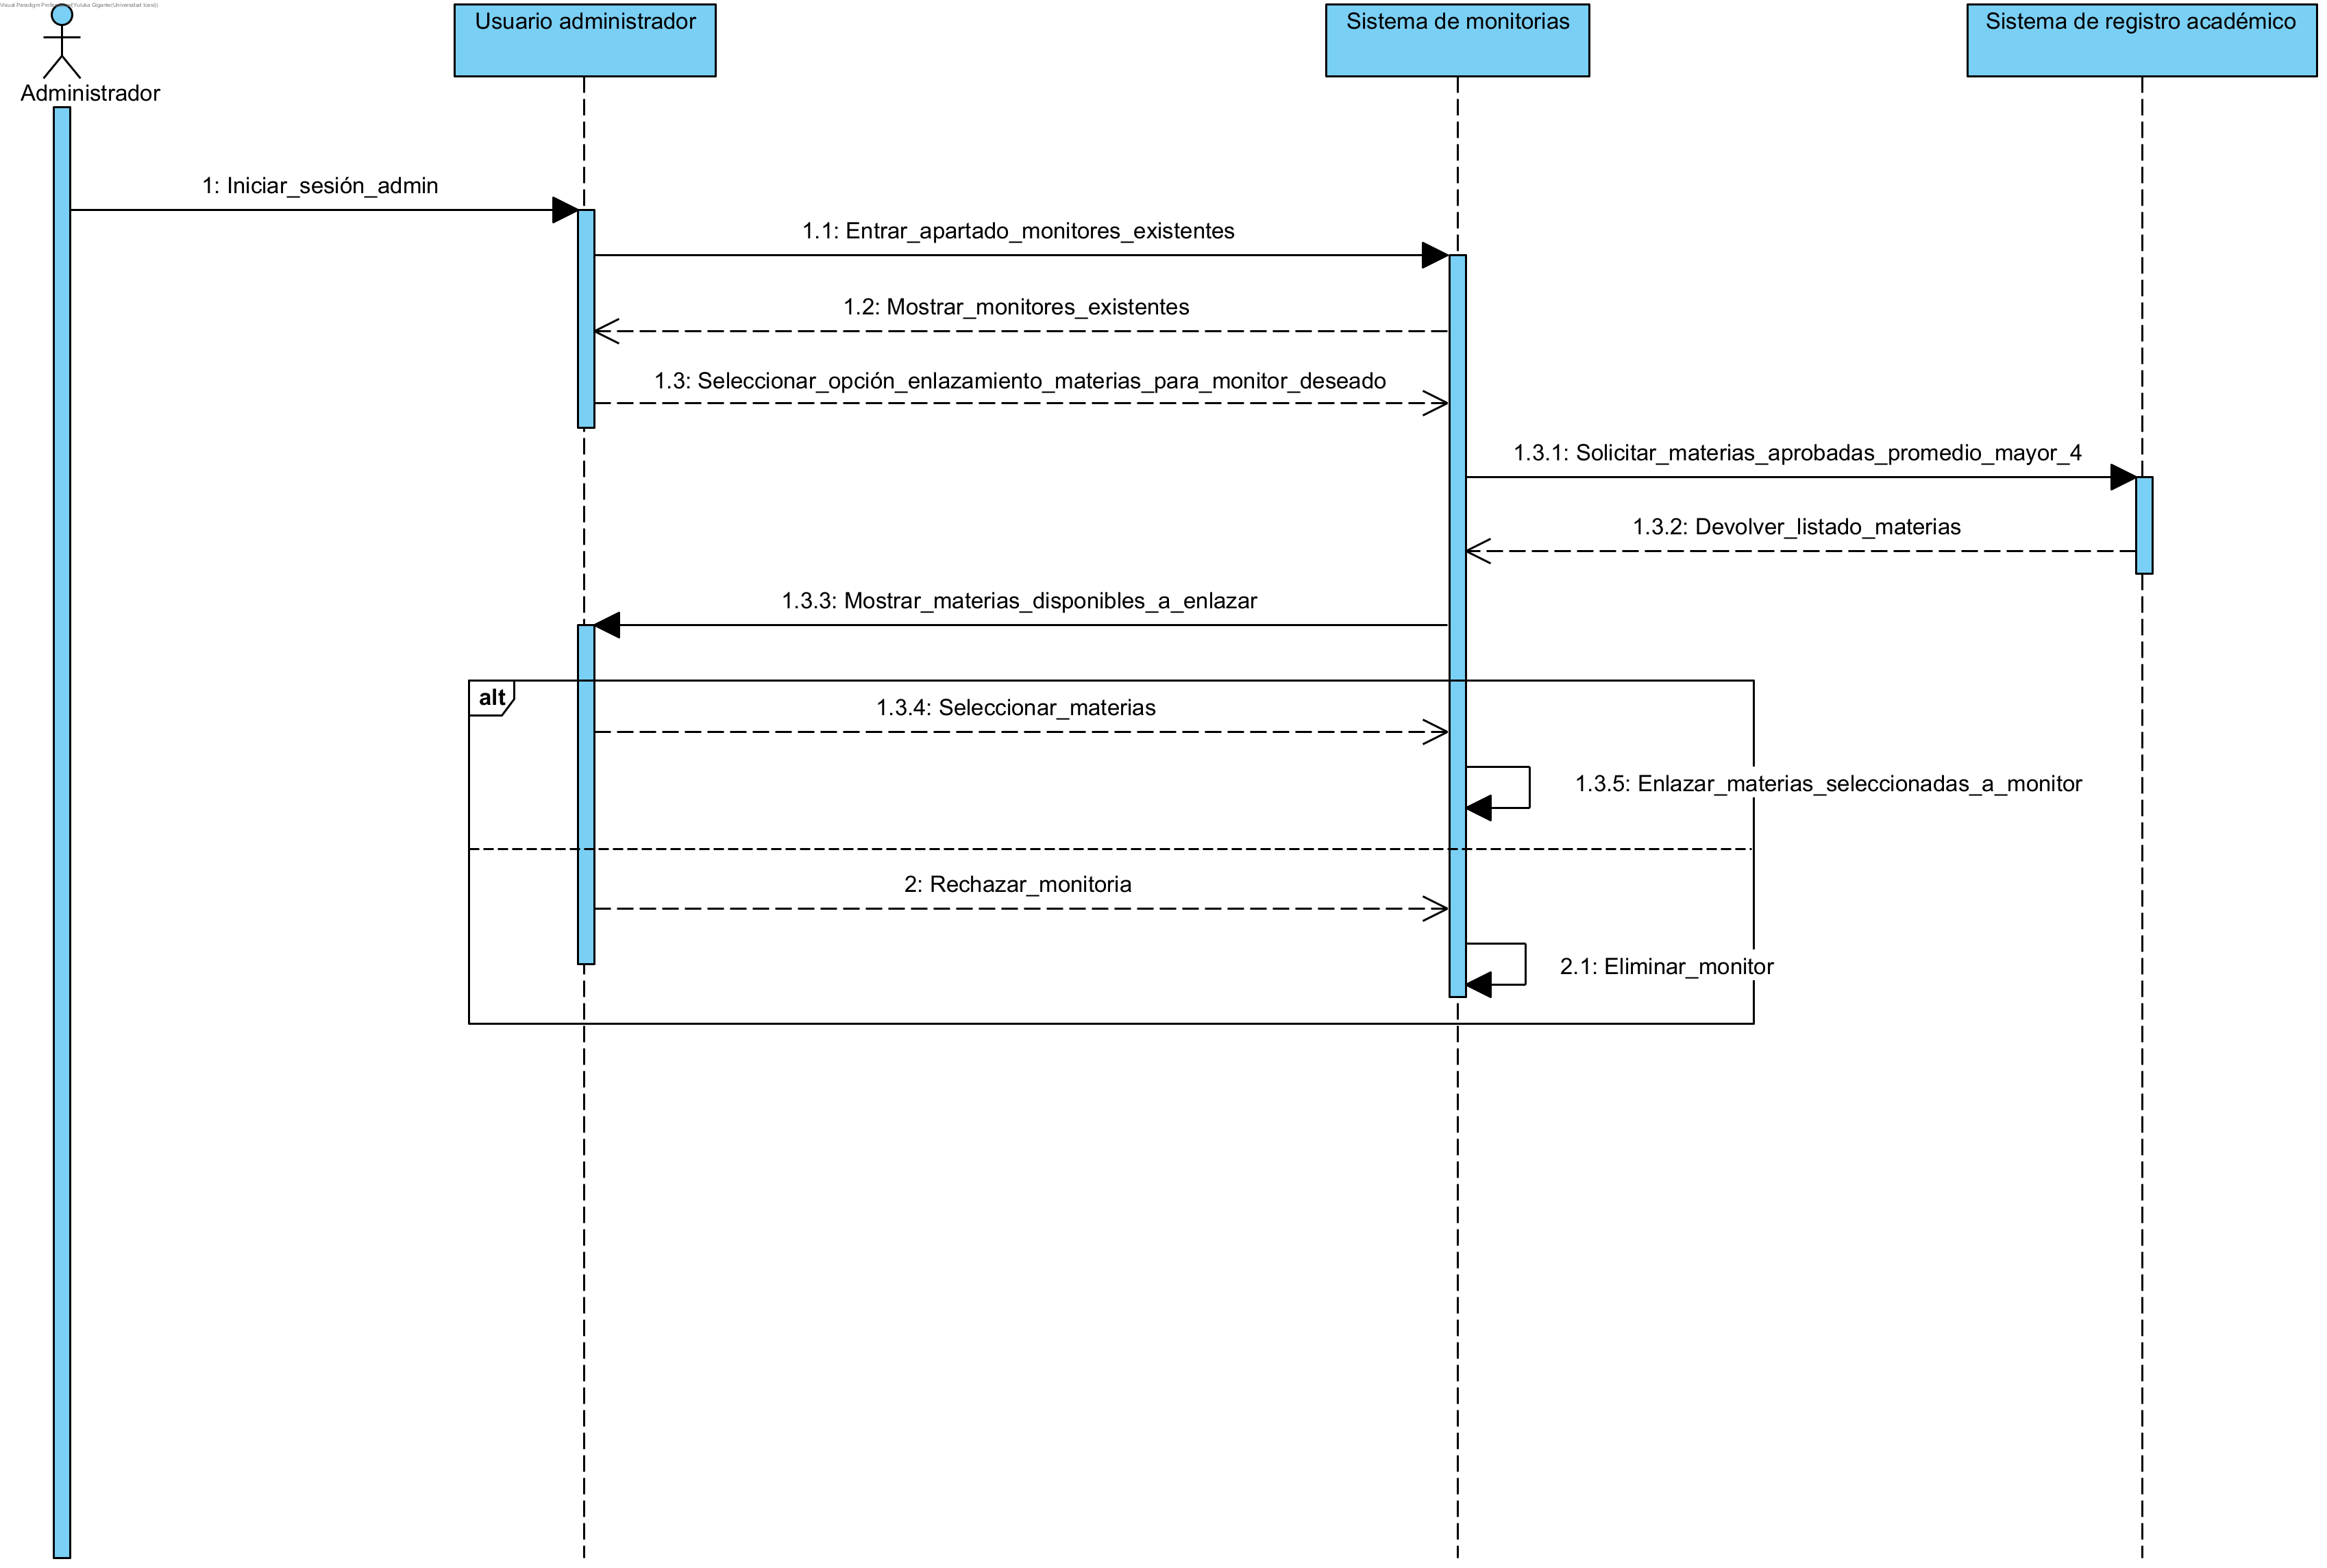 Visual Paradigm Professional(Yuluka Gigante(Universidad Icesi))
Usuario administrador
Sistema de monitorias
Sistema de registro académico
Administrador
1: Iniciar_sesión_admin
1.1: Entrar_apartado_monitores_existentes
1.2: Mostrar_monitores_existentes
1.3: Seleccionar_opción_enlazamiento_materias_para_monitor_deseado
1.3.1: Solicitar_materias_aprobadas_promedio_mayor_4
1.3.2: Devolver_listado_materias
1.3.3: Mostrar_materias_disponibles_a_enlazar
alt
1.3.4: Seleccionar_materias
1.3.5: Enlazar_materias_seleccionadas_a_monitor
2: Rechazar_monitoria
2.1: Eliminar_monitor